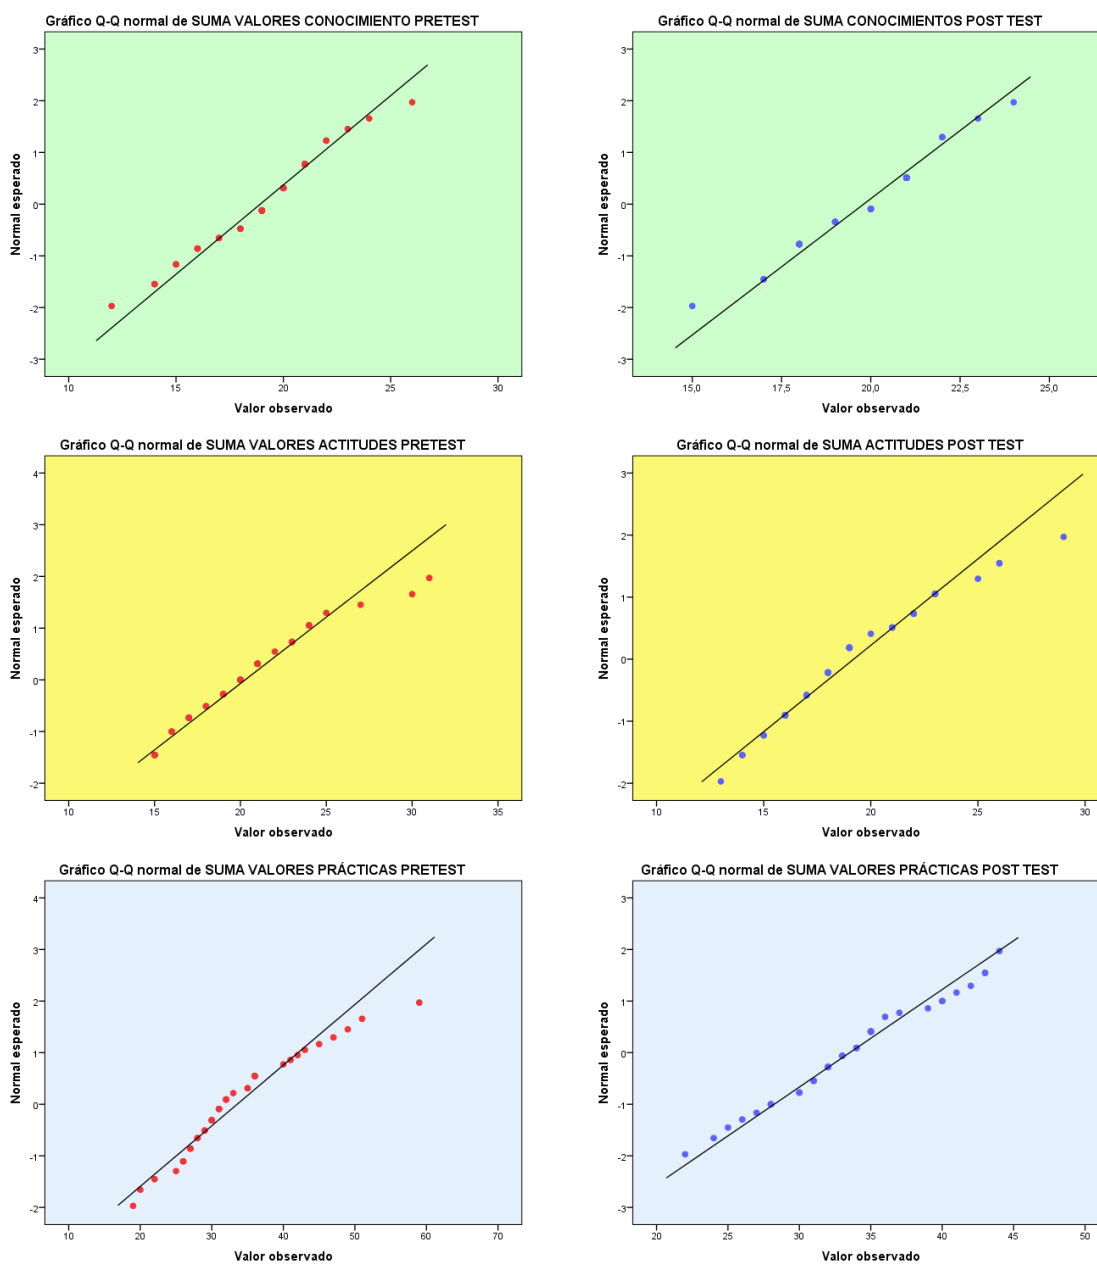 Gráfico Q-Q normal de SUMA VALORES CONOCIMIENTO PRETEST
Normal esperado
3
2
1
0
-1
-2
-3
10 15 20 25 30
Valor observado
Gráfico Q-Q normal de SUMA CONOCIMIENTOS POST TEST
Normal esperado
3
2
1
0
-1
-2
-3
15,0 17,5 20,0 22,5 25,0
Valor observado
Gráfico Q-Q normal de SUMA VALORES ACTITUDES PRETEST
Normal esperado
4
3
2
1
0
-1
-2
10 15 20 25 30 35
Valor observado
Gráfico Q-Q normal de SUMA ACTITUDES POST TEST
Normal esperado
3
2
1
0
-1
-2
10 15 20 25 30
Valor observado
Gráfico Q-Q normal de SUMA VALORES PRÁCTICAS PRETEST
Normal esperado
4
3
2
1
0
-1
-2
10 20 30 40 50 60 70
Valor observado
Gráfico Q-Q normal de SUMA VALORES PRÁCTICAS POST TEST
Normal esperado
3
2
1
0
-1
-2
-3
20 25 30 35 40 45 50
Valor observado